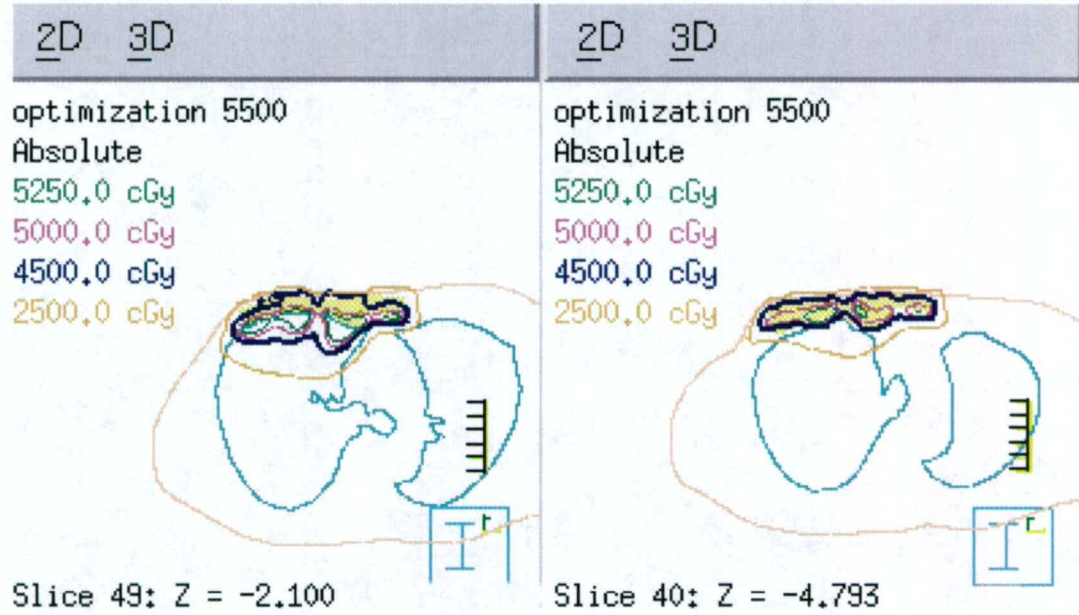 2D 3D
optimization 5500
Absolute
5250.0 cGy
5000.0 cGy
4500.0 cGy
2500.0 cGy
r
Slice 49: Z = -2.100
2D 3D
optimization 5500
Absolute
5250.0 cGy
5000.0 cGy
4500.0 cGy
2500.0 cGy
r
Slice 40: Z = -4.793